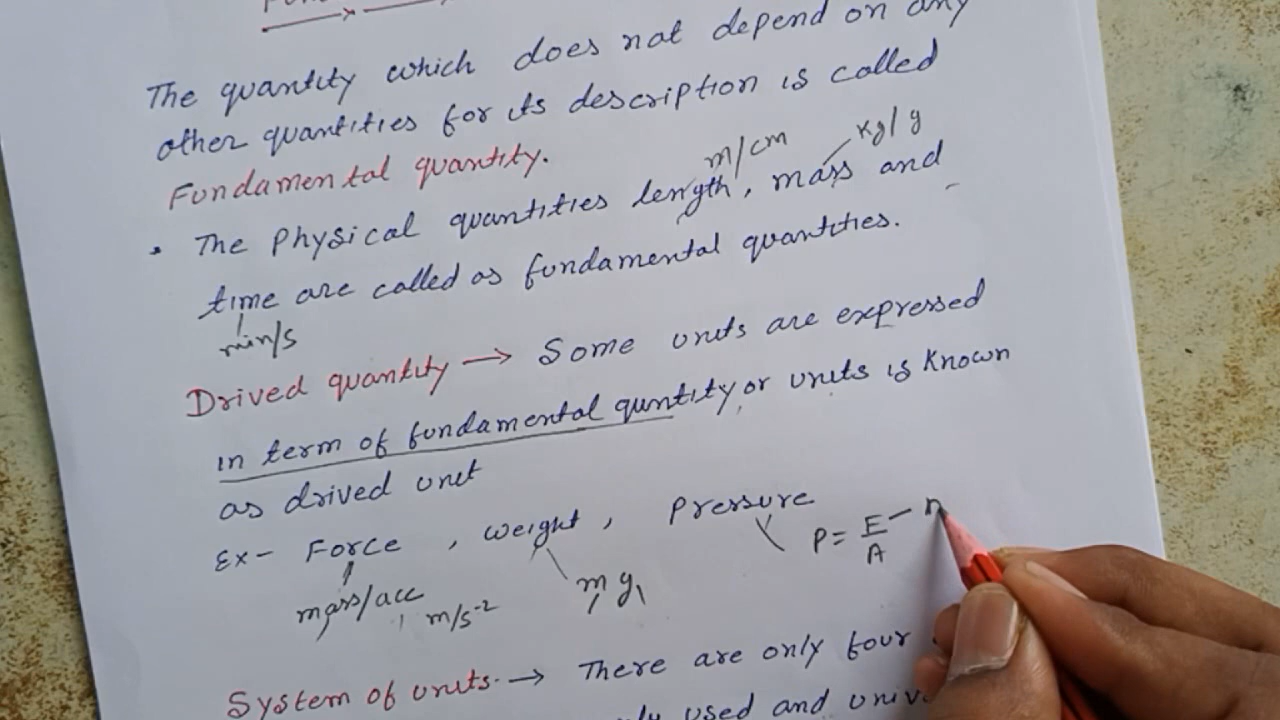 The quantity which does not depend on any
other quantities for its description is called
Fundamental quantity.
m/cm kg/g
• The Physical quantities length, mass and
time are called as fundamental quantities.
min/s
Drived quantity → Some units are expressed
in term of fundamental quntity or units is known
as drived unit
Ex- Force , weight , Pressure
P = F/A
mass/acc m/s-2 m g
System of units. → There are only four
used and